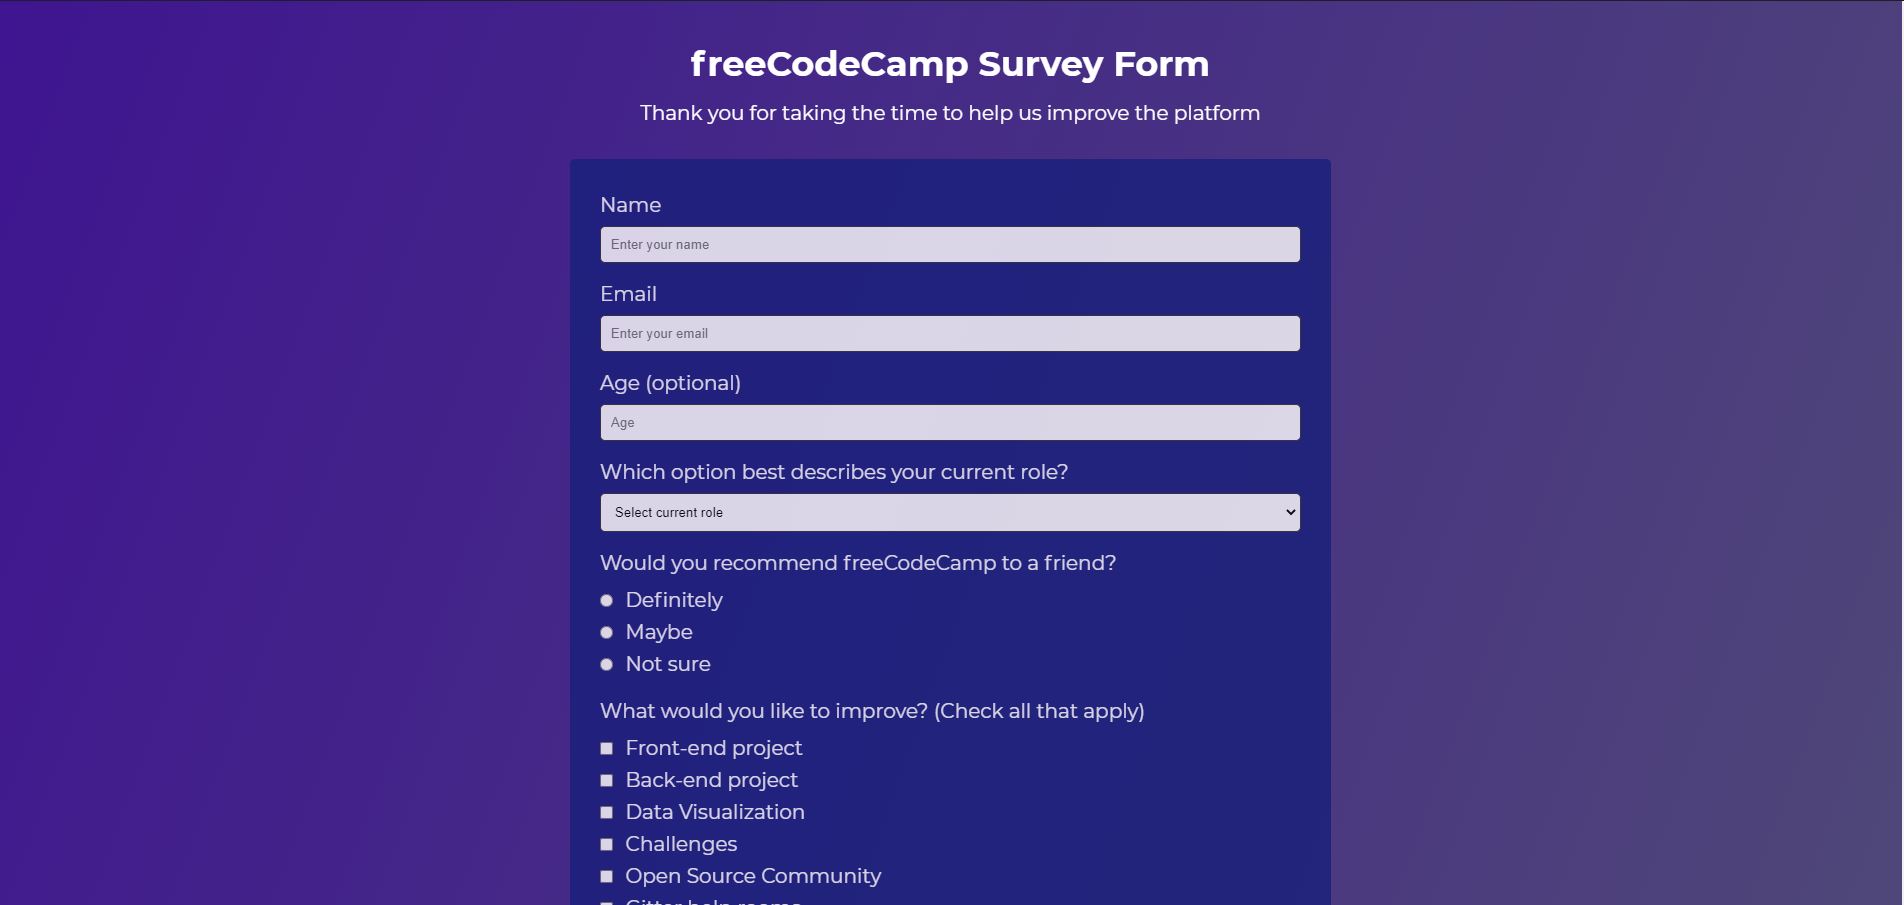 freeCodeCamp Survey Form
Thank you for taking the time to help us improve the platform
Name
Enter your name
Email
Enter your email
Age (optional)
Age
Which option best describes your current role?
Select current role
Would you recommend freeCodeCamp to a friend?
Definitely
Maybe
Not sure
What would you like to improve? (Check all that apply)
Front-end project
Back-end project
Data Visualization
Challenges
Open Source Community